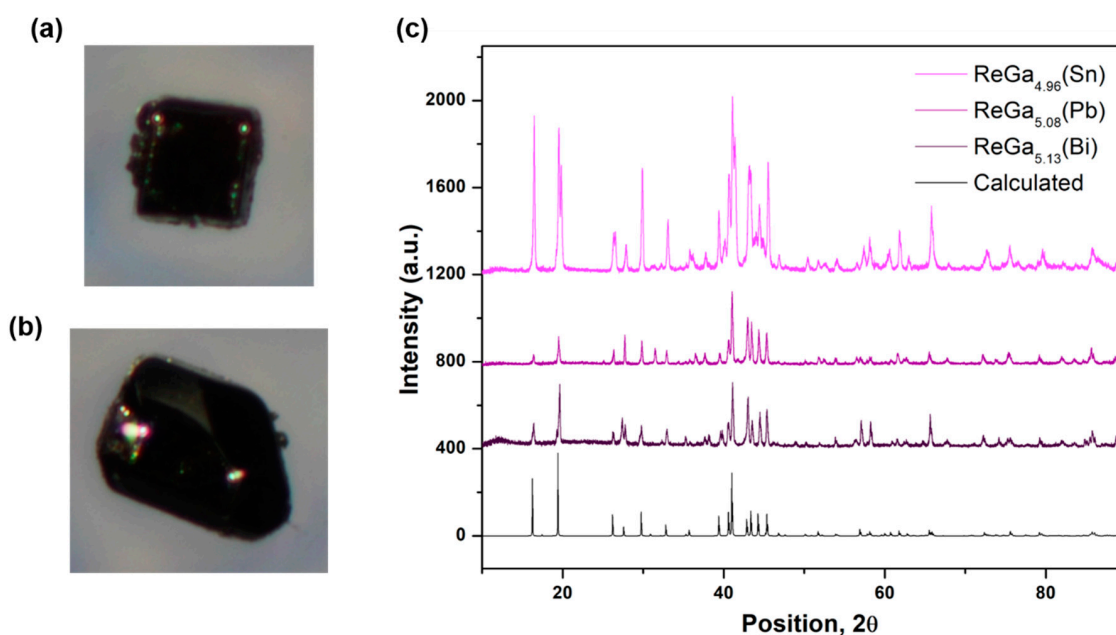 (a)
(b)
(c)
ReGa4.96(Sn)
ReGa5.08(Pb)
ReGa5.13(Bi)
Calculated
2000
1600
1200
800
400
0
Intensity (a.u.)
20
40
60
80
Position, 2θ